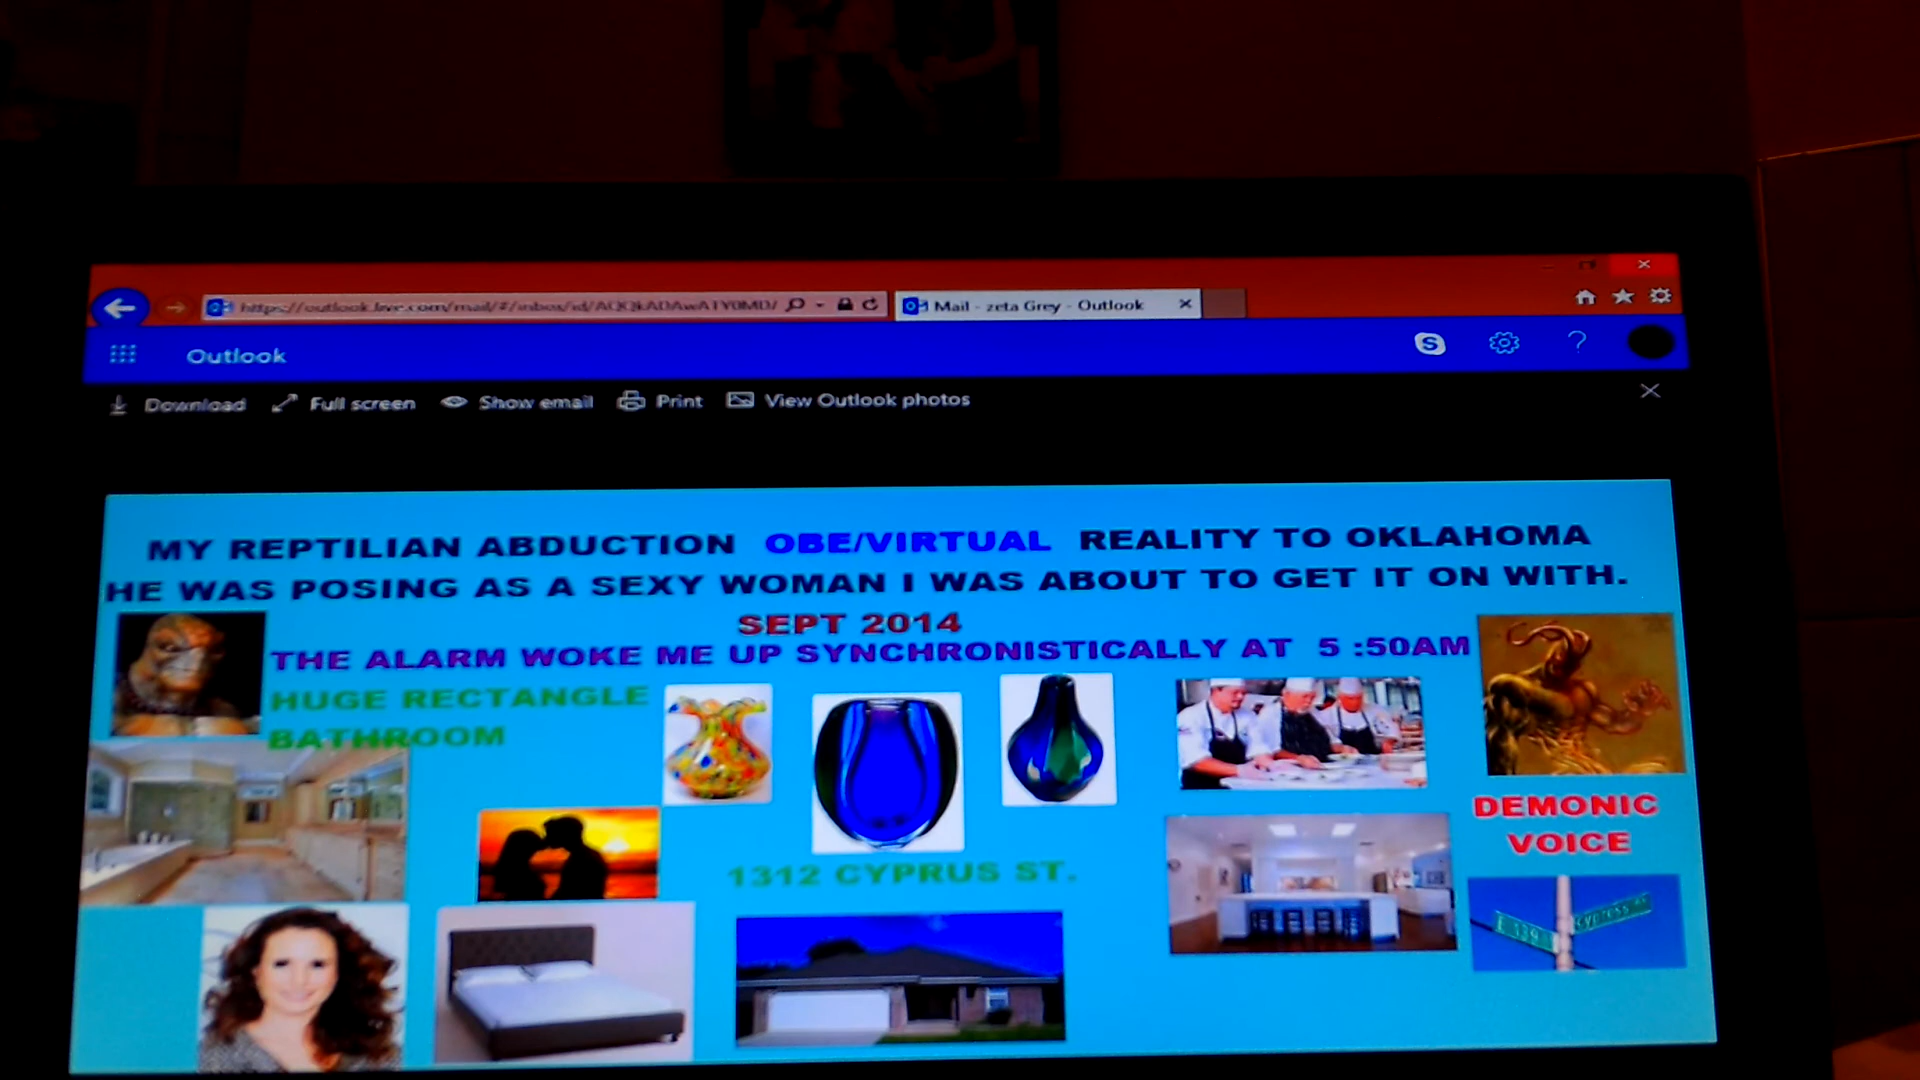 Mail - zeta Grey - Outlook
Outlook
Download Full screen Show email Print View Outlook photos
MY REPTILIAN ABDUCTION OBE/VIRTUAL REALITY TO OKLAHOMA
HE WAS POSING AS A SEXY WOMAN I WAS ABOUT TO GET IT ON WITH.
SEPT 2014
THE ALARM WOKE ME UP SYNCHRONISTICALLY AT 5 :50AM
HUGE RECTANGLE
BATHROOM
DEMONIC
VOICE
1312 CYPRUS ST.
E 139
cypress